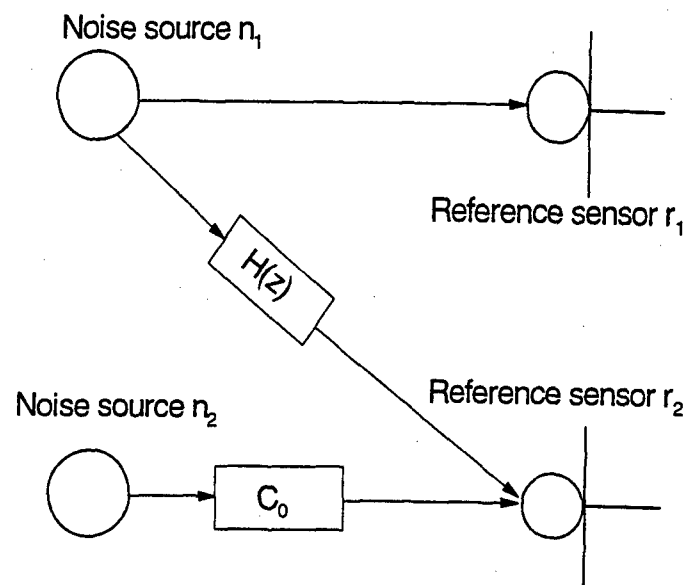 Noise source n₁
Reference sensor r₁
H(z)
Reference sensor r₂
Noise source n₂
C₀